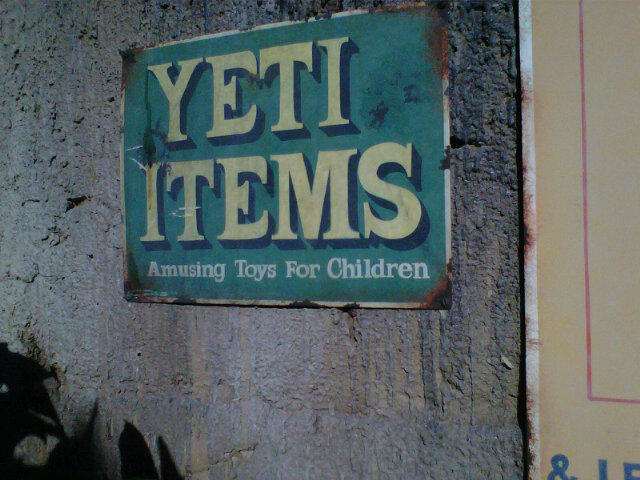 YETI
ITEMS
Amusing Toys For Children
&